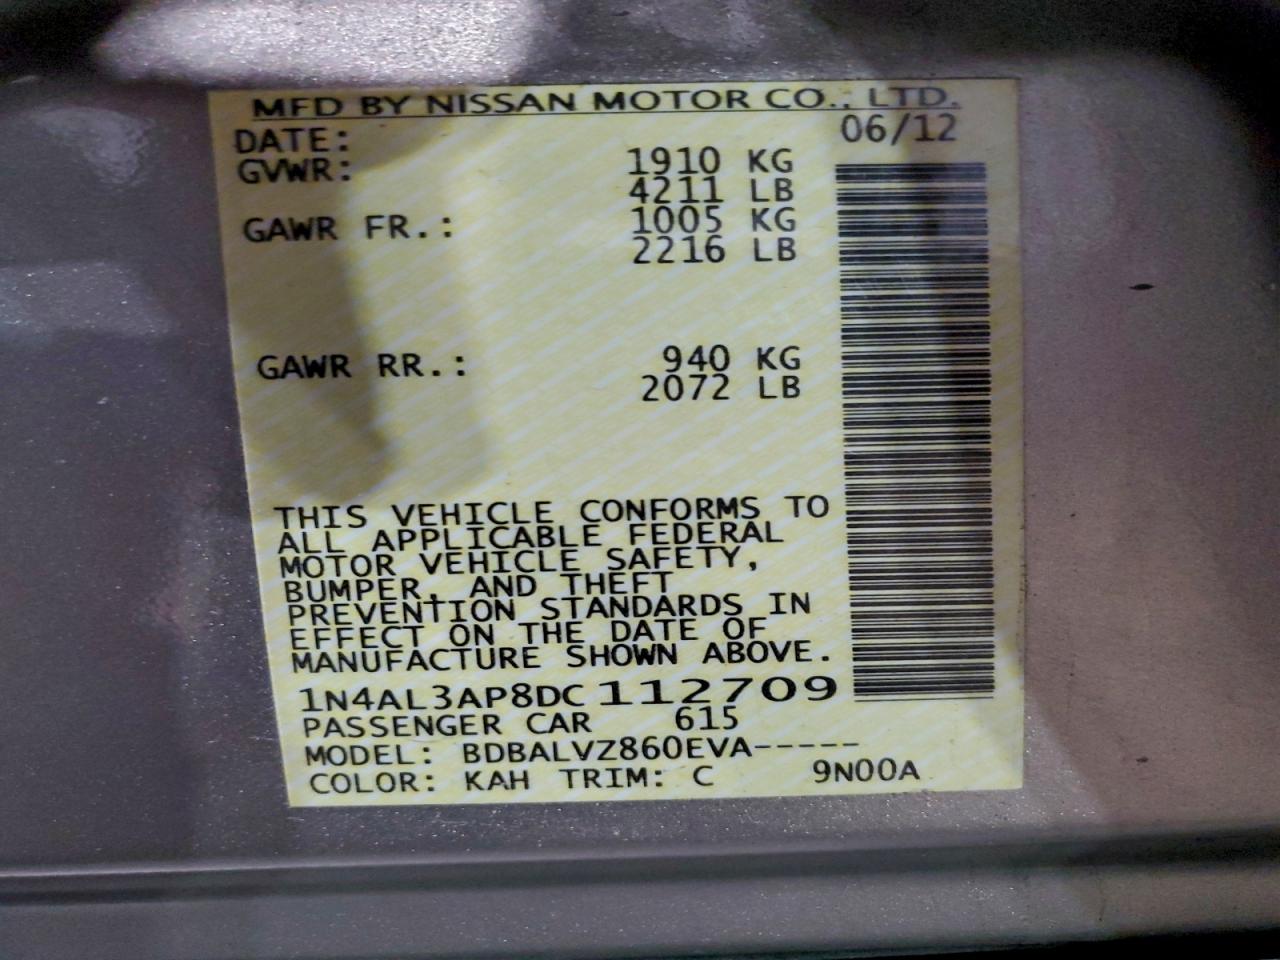 MFD BY NISSAN MOTOR CO., LTD.
DATE: 06/12
GVWR: 1910 KG
4211 LB
GAWR FR.: 1005 KG
2216 LB
GAWR RR.: 940 KG
2072 LB
THIS VEHICLE CONFORMS TO
ALL APPLICABLE FEDERAL
MOTOR VEHICLE SAFETY,
BUMPER, AND THEFT
PREVENTION STANDARDS IN
EFFECT ON THE DATE OF
MANUFACTURE SHOWN ABOVE.
1N4AL3AP8DC112709
PASSENGER CAR 615
MODEL: BDBALVZ860EVA-----
COLOR: KAH TRIM: C 9N00A